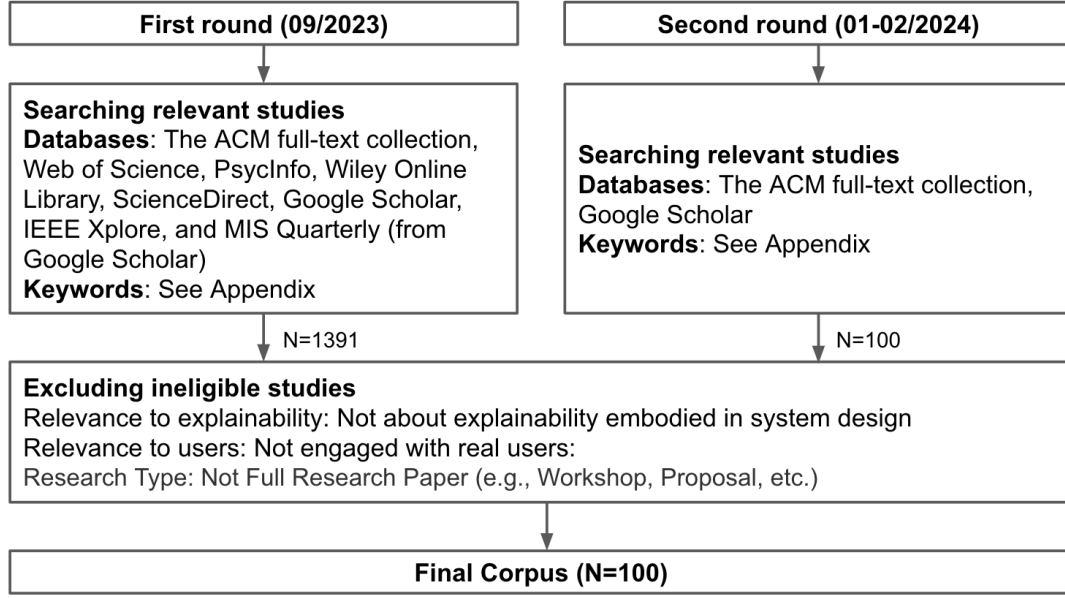 First round (09/2023)
Second round (01-02/2024)
Searching relevant studies
Databases: The ACM full-text collection,
Web of Science, PsycInfo, Wiley Online
Library, ScienceDirect, Google Scholar,
IEEE Xplore, and MIS Quarterly (from
Google Scholar)
Keywords: See Appendix
Searching relevant studies
Databases: The ACM full-text collection,
Google Scholar
Keywords: See Appendix
N=1391
N=100
Excluding ineligible studies
Relevance to explainability: Not about explainability embodied in system design
Relevance to users: Not engaged with real users:
Research Type: Not Full Research Paper (e.g., Workshop, Proposal, etc.)
Final Corpus (N=100)